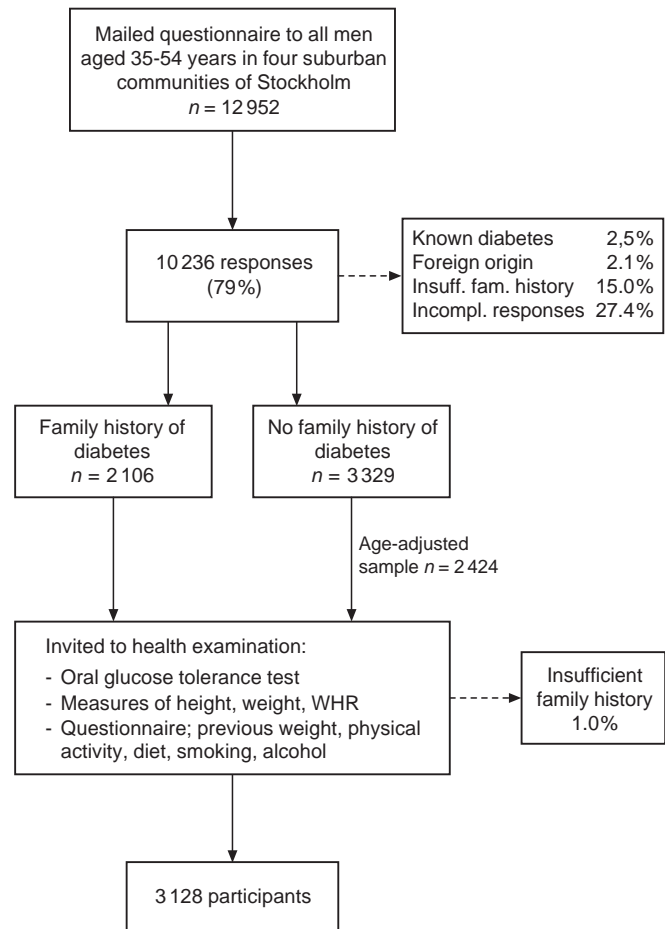 Mailed questionnaire to all men
aged 35-54 years in four suburban
communities of Stockholm
n = 12 952
10 236 responses
(79%)
Known diabetes 2,5%
Foreign origin 2.1%
Insuff. fam. history 15.0%
Incompl. responses 27.4%
Family history of
diabetes
n = 2 106
No family history of
diabetes
n = 3 329
Age-adjusted
sample n = 2 424
Invited to health examination:
- Oral glucose tolerance test
- Measures of height, weight, WHR
- Questionnaire; previous weight, physical
activity, diet, smoking, alcohol
Insufficient
family history
1.0%
3 128 participants